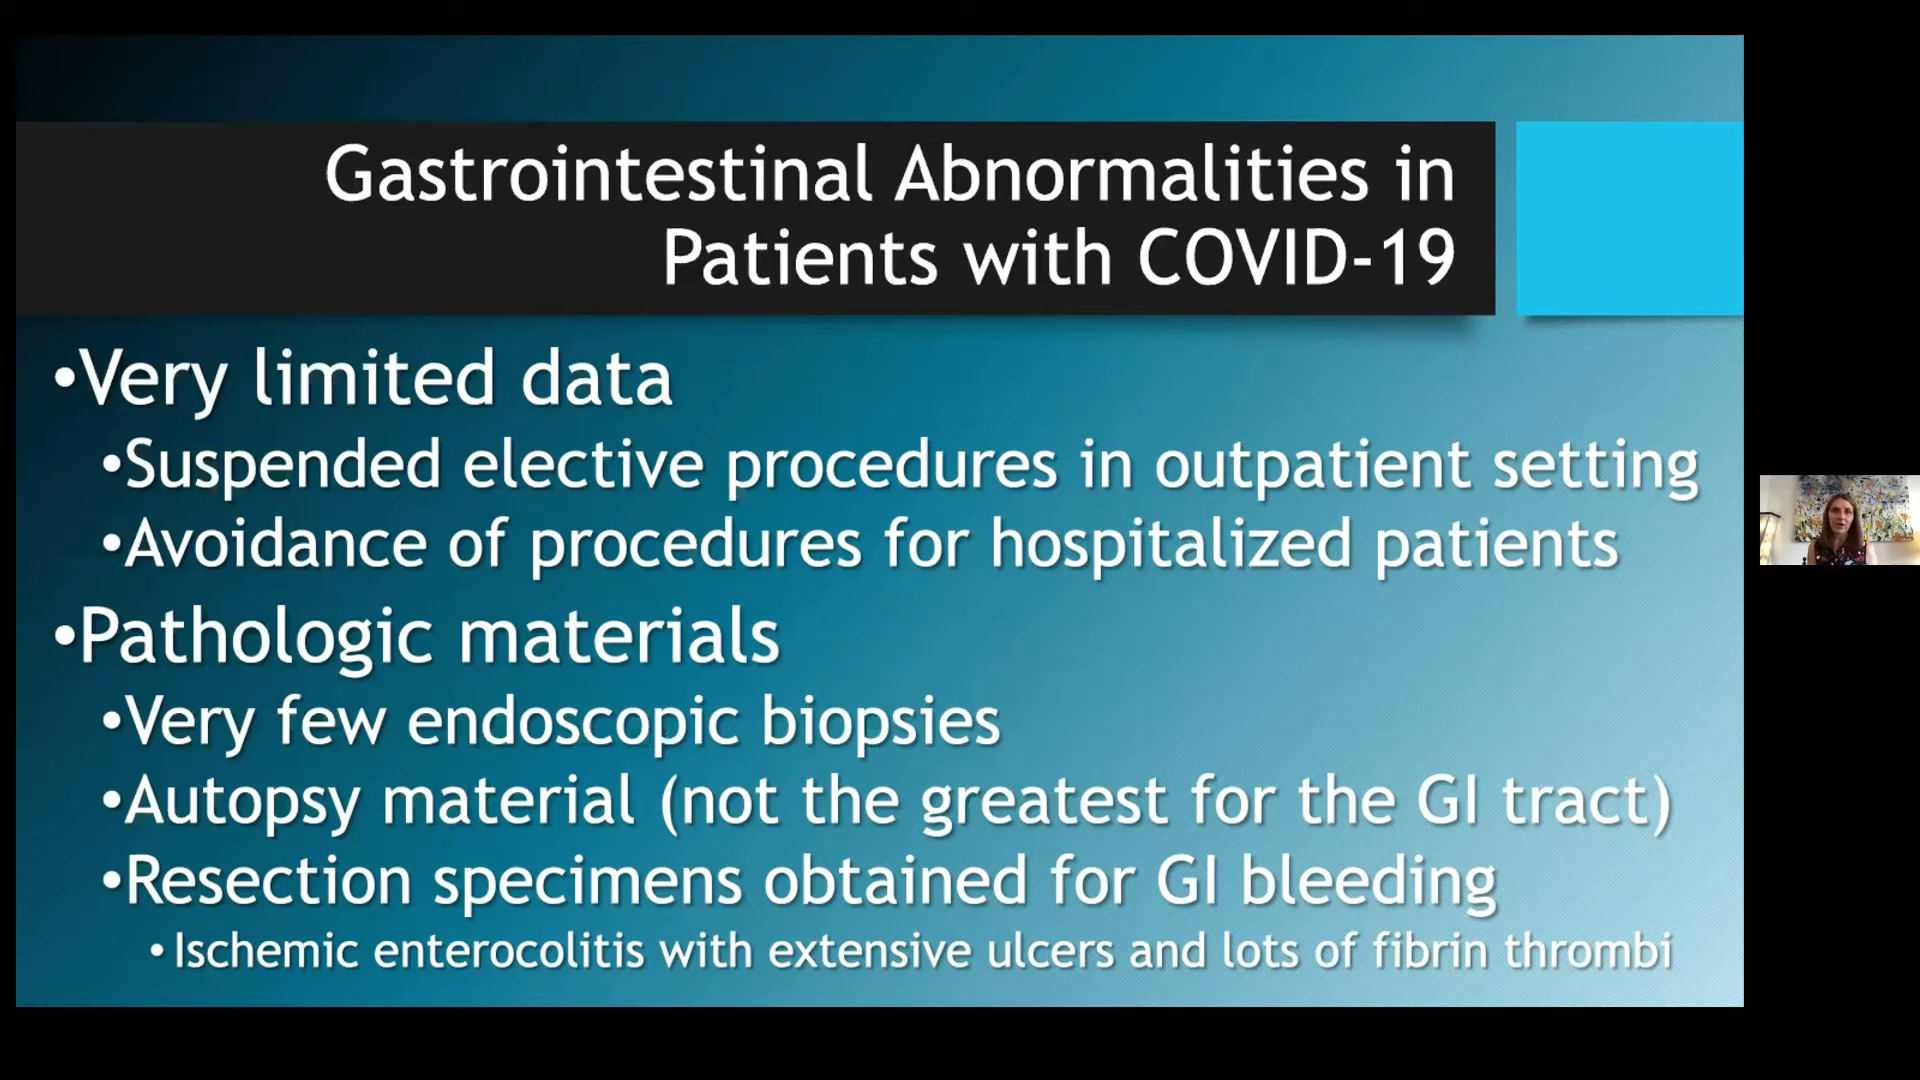 Gastrointestinal Abnormalities in
Patients with COVID-19
•Very limited data
•Suspended elective procedures in outpatient setting
•Avoidance of procedures for hospitalized patients
•Pathologic materials
•Very few endoscopic biopsies
•Autopsy material (not the greatest for the GI tract)
•Resection specimens obtained for GI bleeding
•Ischemic enterocolitis with extensive ulcers and lots of fibrin thrombi